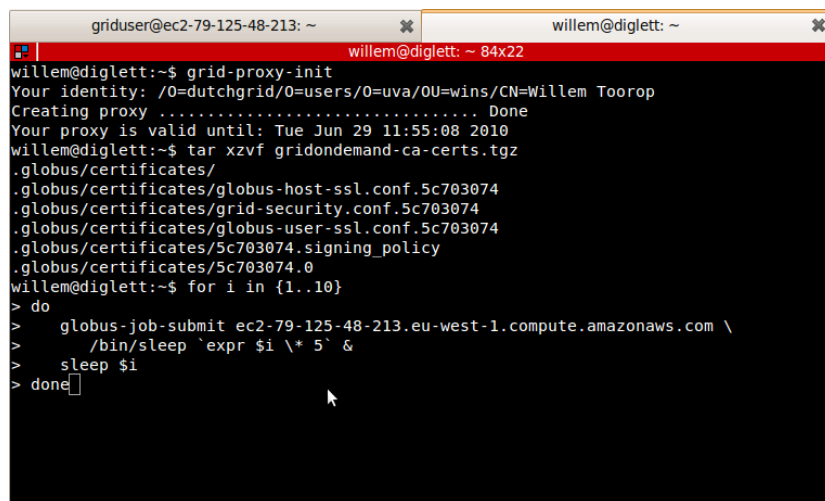 griduser@ec2-79-125-48-213: ~
willem@diglett: ~
willem@diglett: ~ 84x22
willem@diglett:~$ grid-proxy-init
Your identity: /O=dutchgrid/O=users/O=uva/OU=wins/CN=Willem Toorop
Creating proxy ................................. Done
Your proxy is valid until: Tue Jun 29 11:55:08 2010
willem@diglett:~$ tar xzvf gridondemand-ca-certs.tgz
.globus/certificates/
.globus/certificates/globus-host-ssl.conf.5c703074
.globus/certificates/grid-security.conf.5c703074
.globus/certificates/globus-user-ssl.conf.5c703074
.globus/certificates/5c703074.signing_policy
.globus/certificates/5c703074.0
willem@diglett:~$ for i in {1..10}
> do
>    globus-job-submit ec2-79-125-48-213.eu-west-1.compute.amazonaws.com \
>       /bin/sleep `expr $i \* 5` &
>    sleep $i
> done